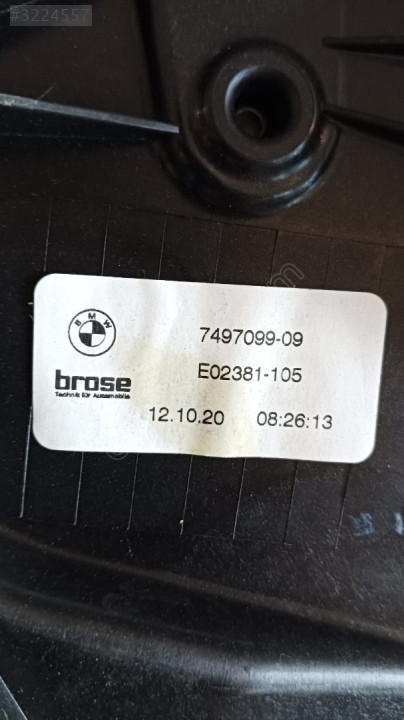 #3224557
BMW
7497099-09
brose
Technik für Automobile
E02381-105
12.10.20 08:26:13